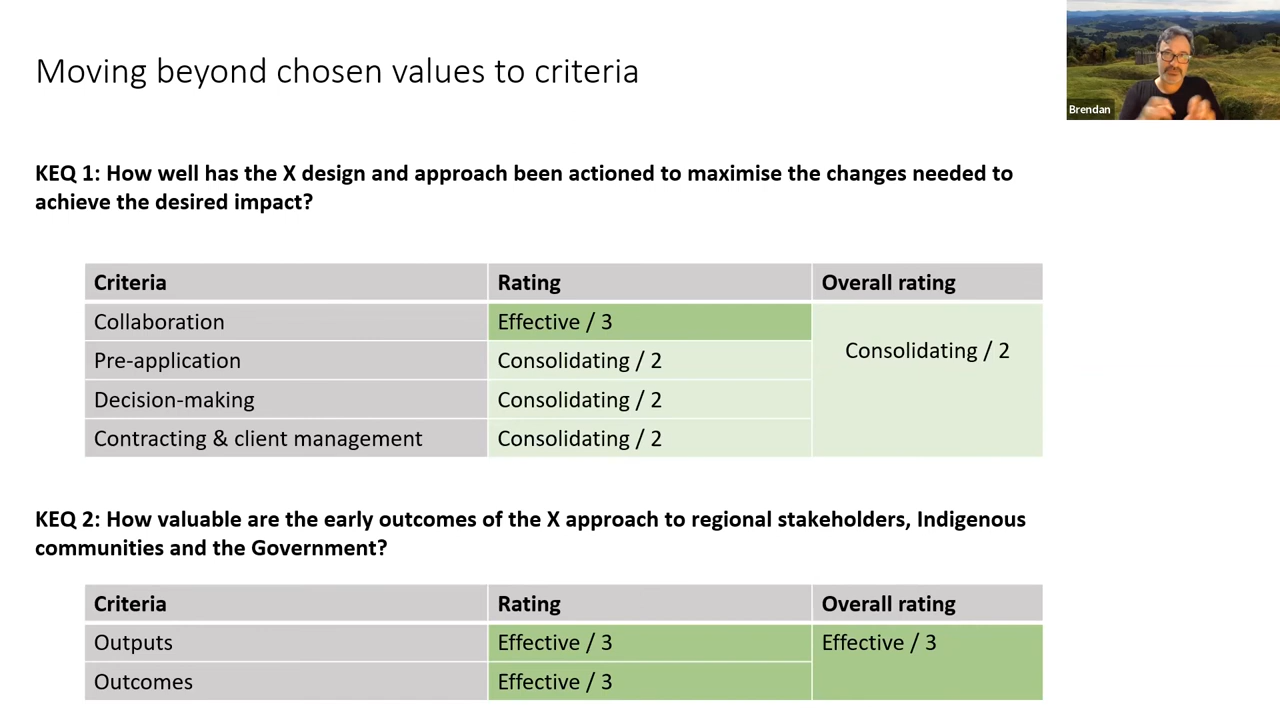 Moving beyond chosen values to criteria
Brendan
KEQ 1: How well has the X design and approach been actioned to maximise the changes needed to
achieve the desired impact?
Criteria Rating Overall rating
Collaboration Effective / 3
Consolidating / 2
Pre-application Consolidating / 2
Decision-making Consolidating / 2
Contracting & client management Consolidating / 2
KEQ 2: How valuable are the early outcomes of the X approach to regional stakeholders, Indigenous
communities and the Government?
Criteria Rating Overall rating
Outputs Effective / 3 Effective / 3
Outcomes Effective / 3